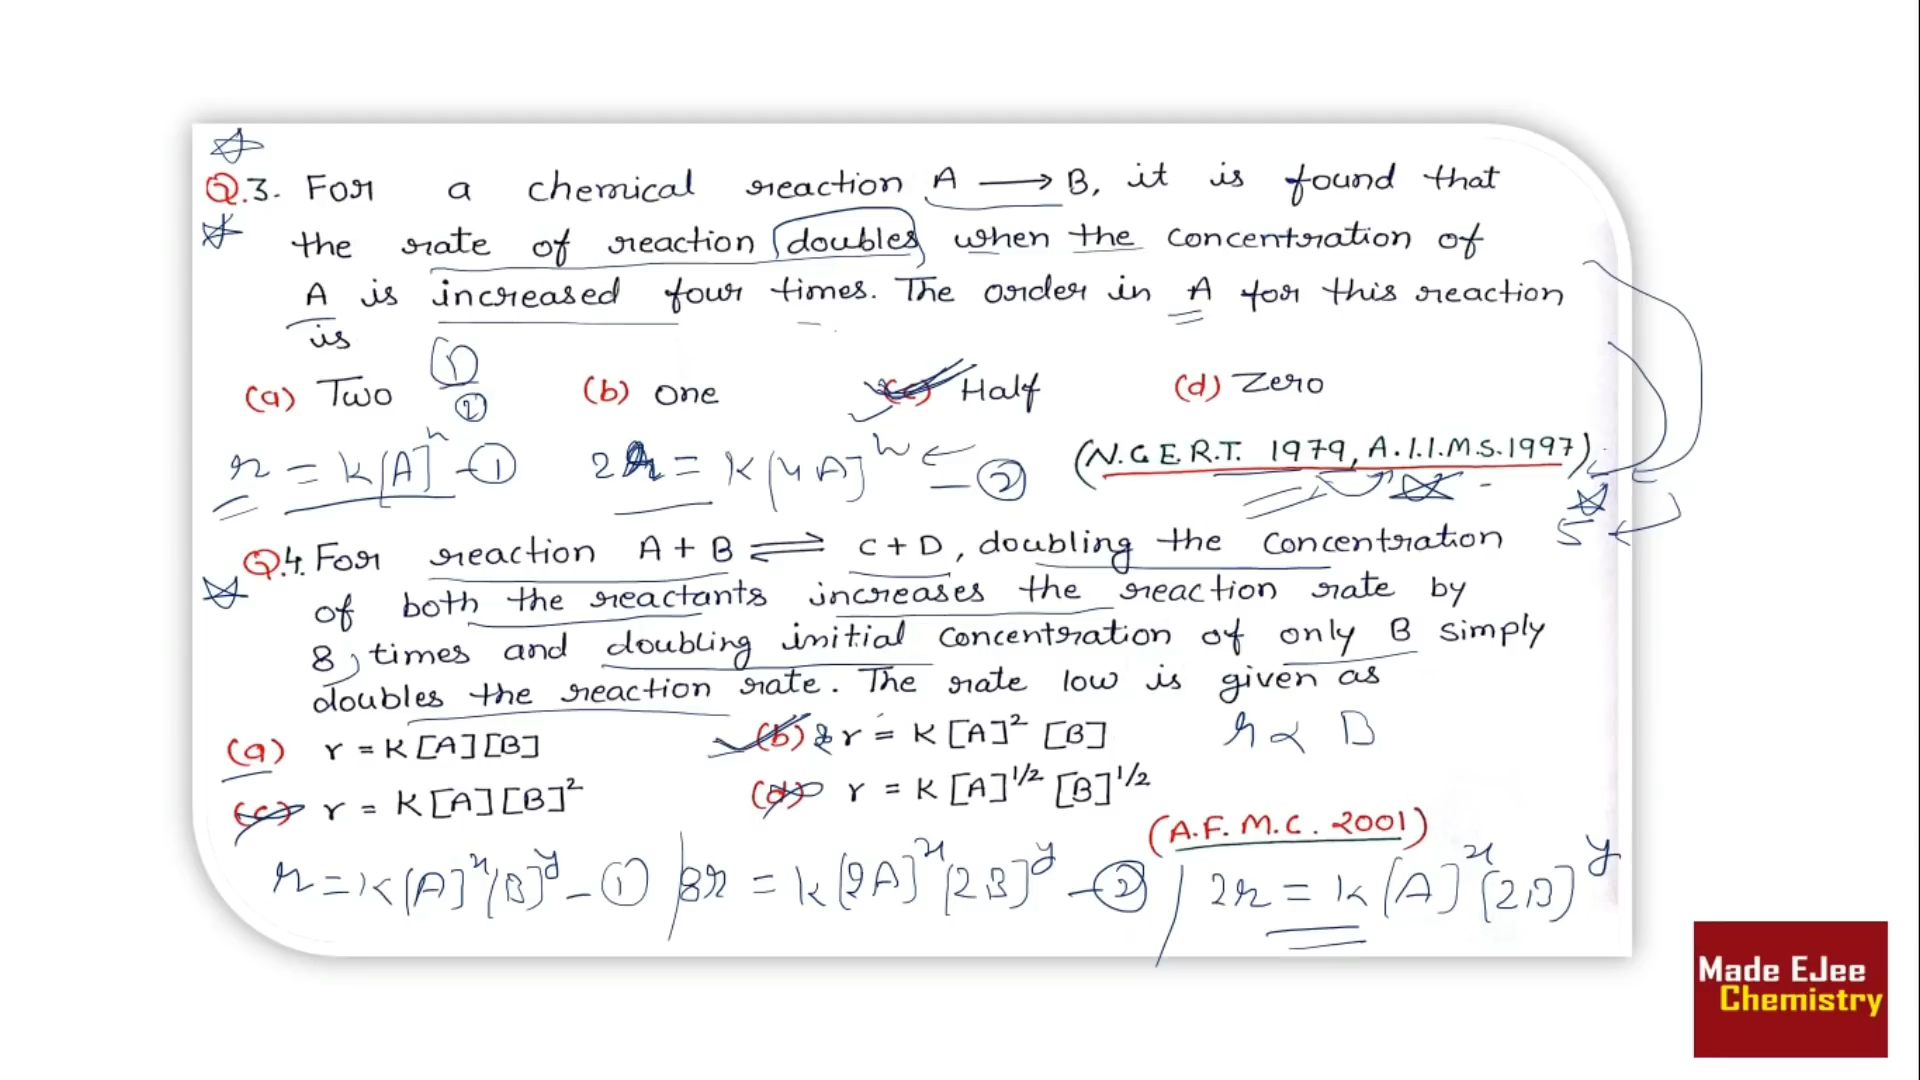 Q.3. For a chemical reaction A ⟶ B, it is found that
the rate of reaction doubles when the concentration of
A is increased four times. The order in A for this reaction
is
(a) Two (b) one (c) Half (d) Zero
1/2
r = K[A]^n - ① 2r = K[4A]^n - ② (N.C.E.R.T. 1979, A.I.I.M.S. 1997)
5
Q.4. For reaction A + B ⇌ C + D, doubling the concentration
of both the reactants increases the reaction rate by
8 times and doubling initial concentration of only B simply
doubles the reaction rate. The rate low is given as
(a) r = K[A][B] (b) r = K[A]² [B] r ∝ B
(c) r = K[A][B]² (d) r = K[A]^1/2 [B]^1/2
(A.F.M.C. 2001)
r = K[A]^x[B]^y - ① 8r = K[2A]^x[2B]^y - ② 2r = K[A]^x[2B]^y
Made EJee
Chemistry